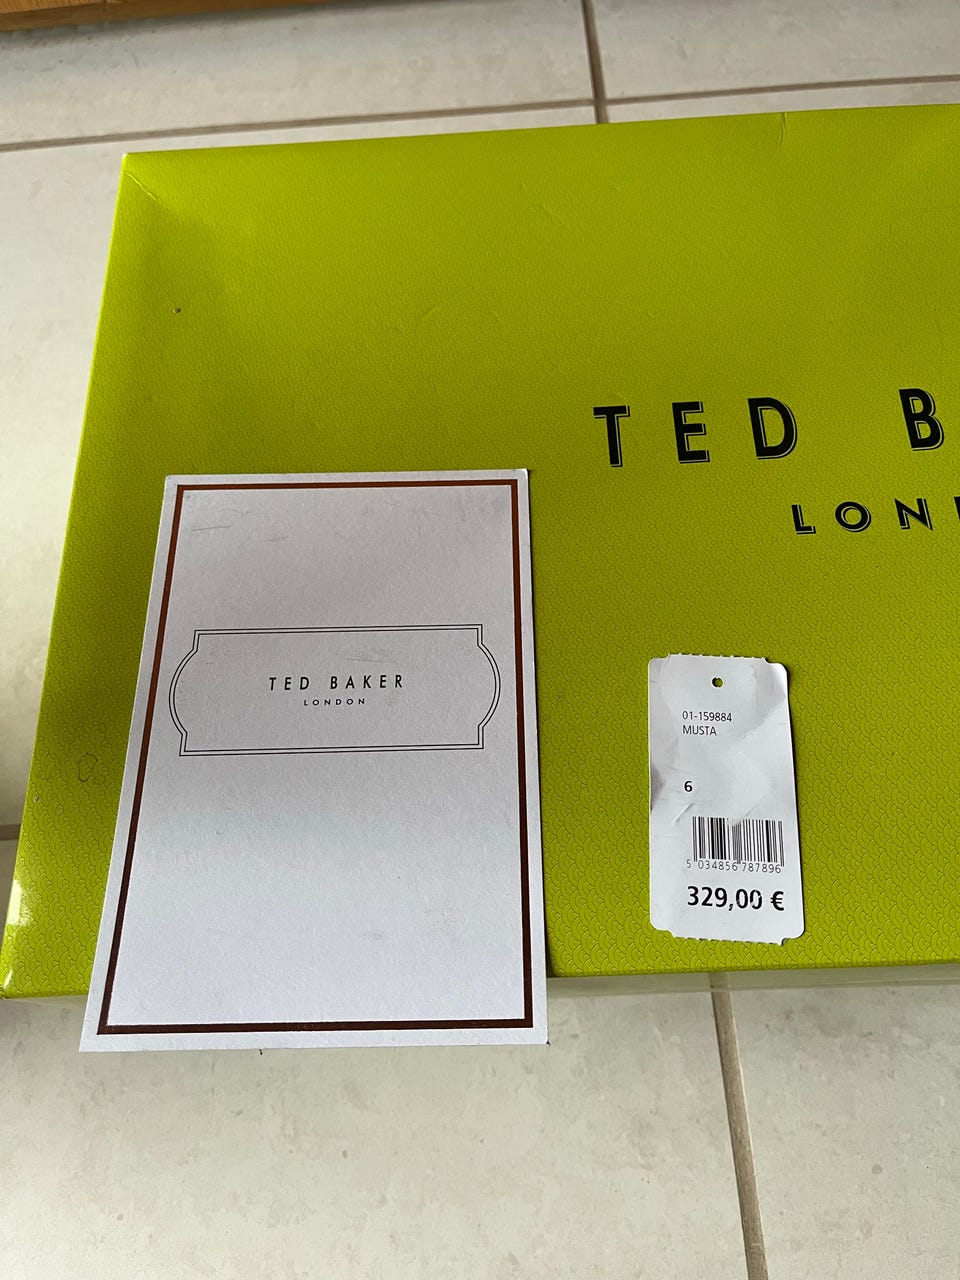 TED B
LON
TED BAKER
LONDON
01-159884
MUSTA
6
5 034856 787896
329,00 €